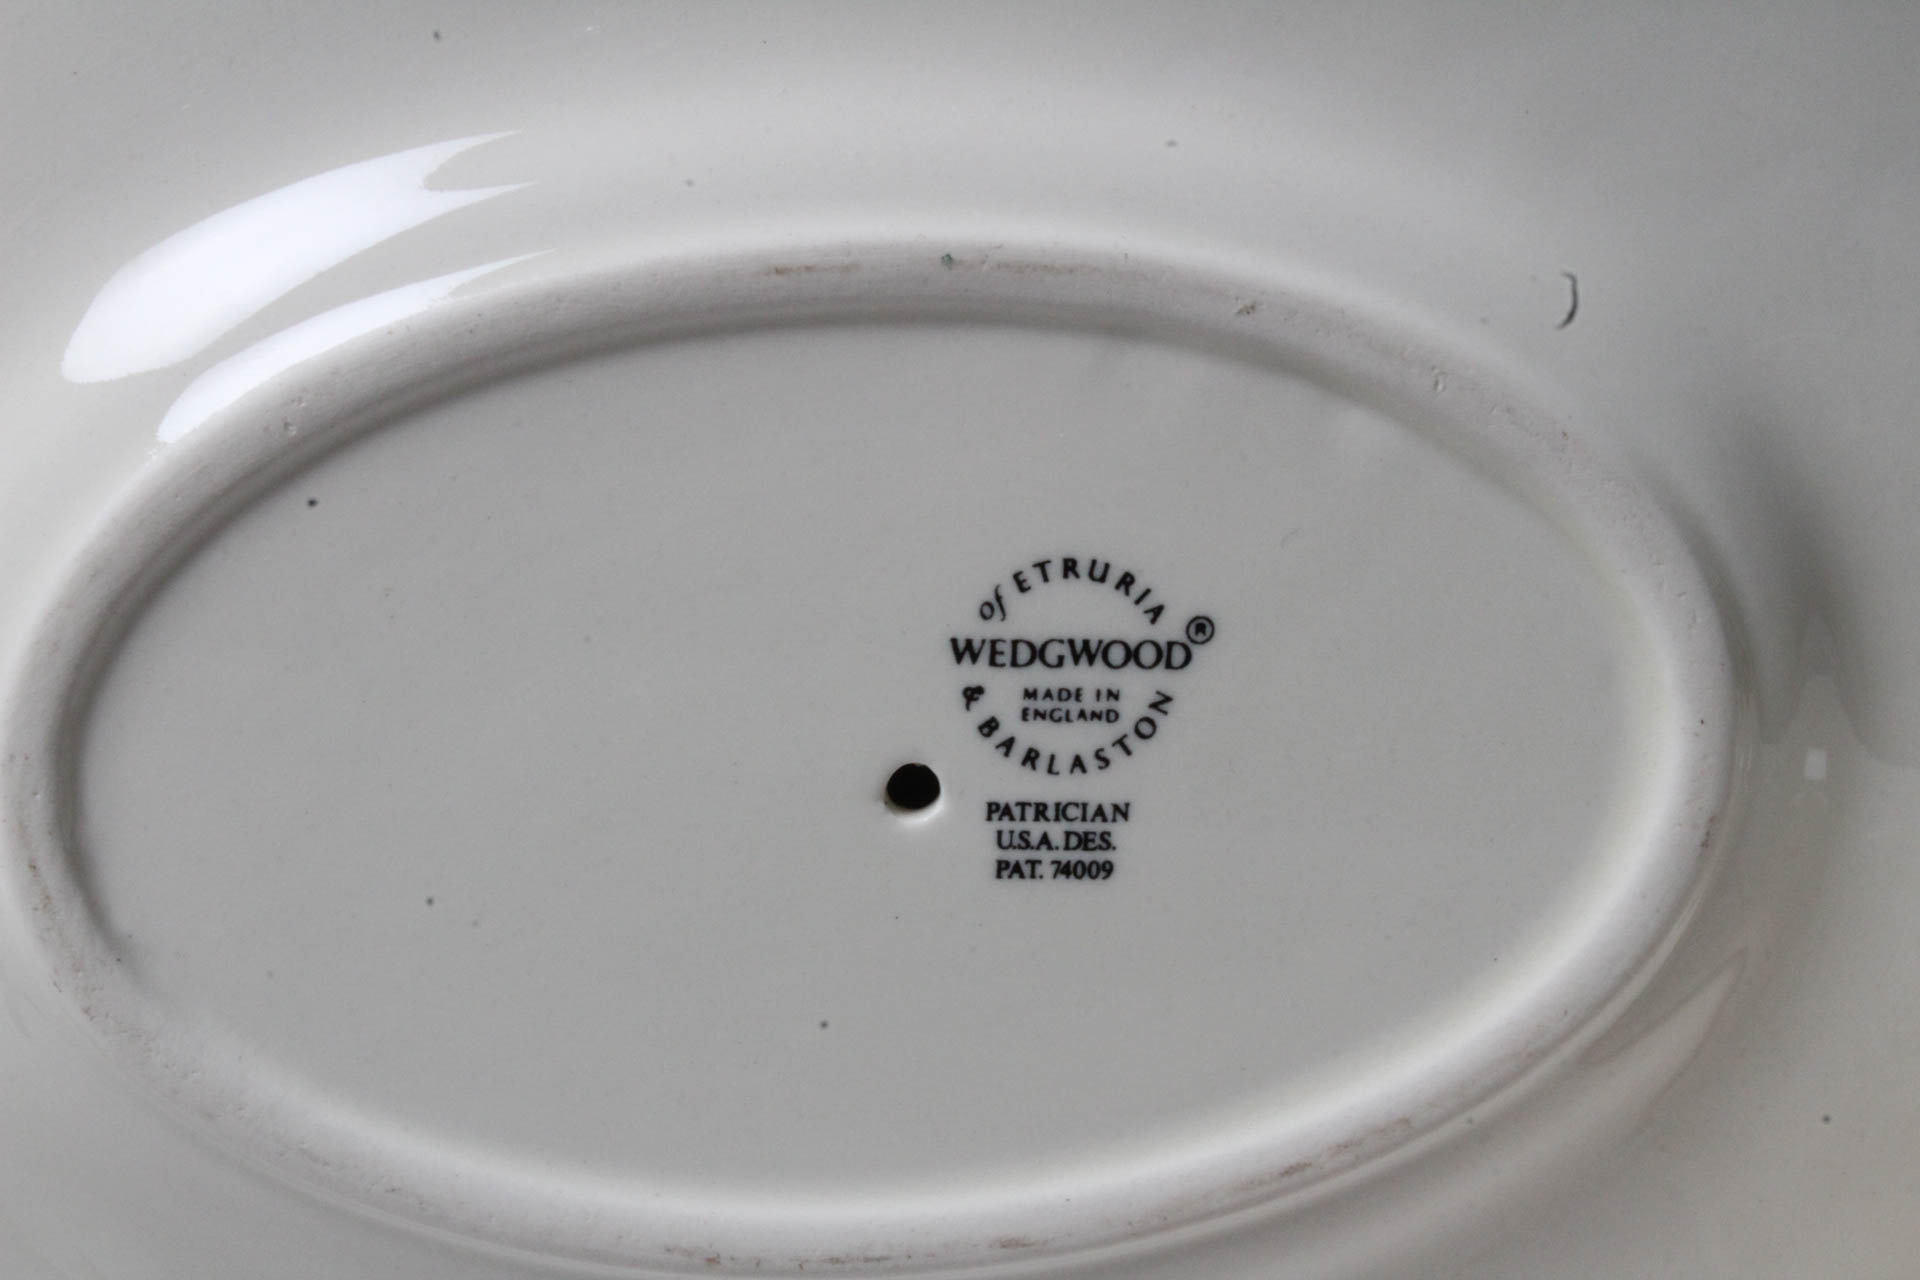 of ETRURIA
WEDGWOOD®
MADE IN
ENGLAND
& BARLASTON
PATRICIAN
U.S.A. DES.
PAT. 74009